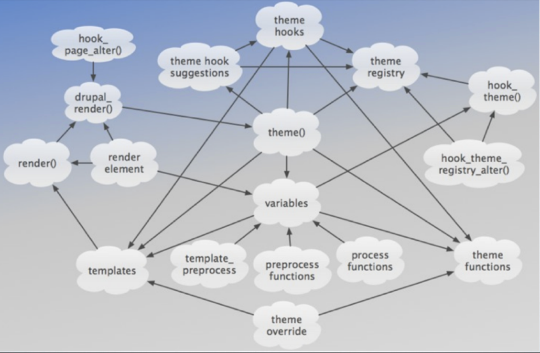 theme
hooks
hook_
page_alter()
theme hook
suggestions
theme
registry
hook_
theme()
drupal_
render()
theme()
render()
render
element
hook_theme_
registry_alter()
variables
templates
template_
preprocess
preprocess
functions
process
functions
theme
functions
theme
override